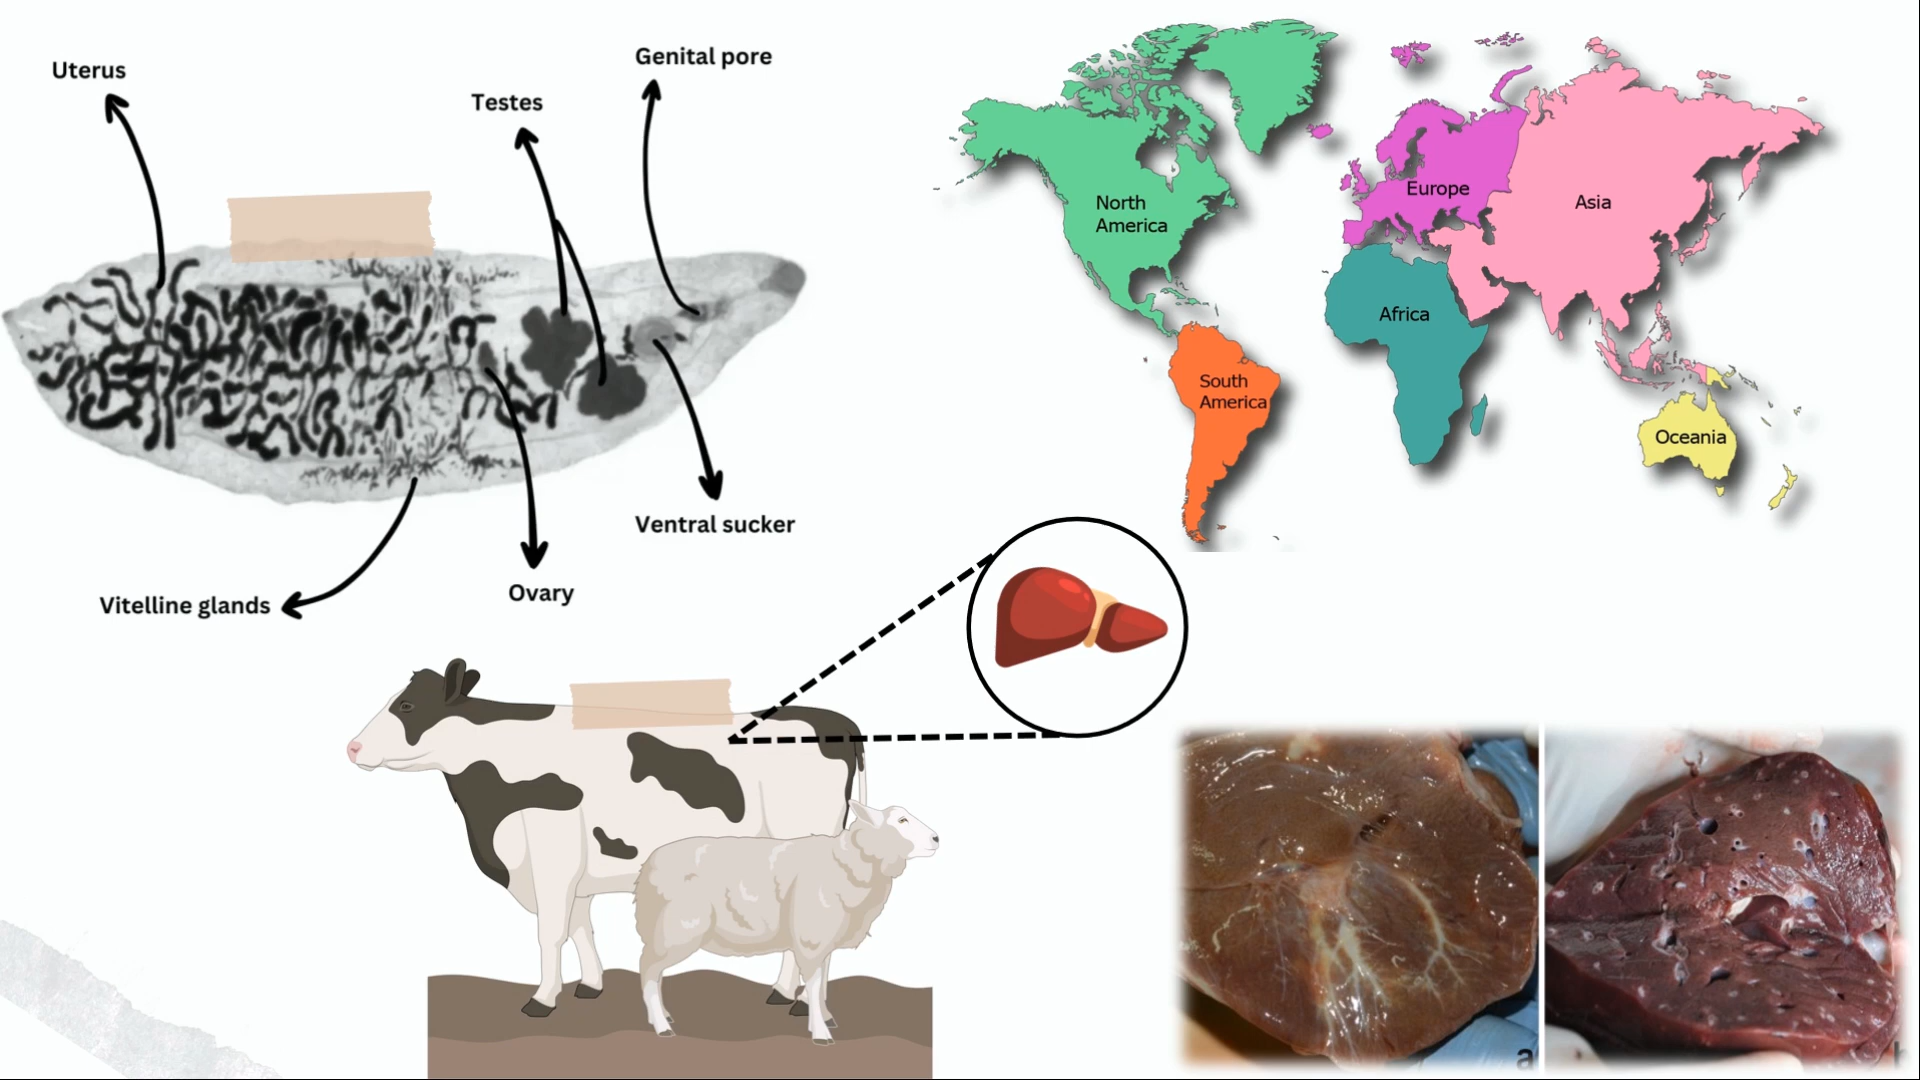 Uterus
Testes
Genital pore
Ventral sucker
Ovary
Vitelline glands
North
America
Europe
Asia
Africa
South
America
Oceania
a